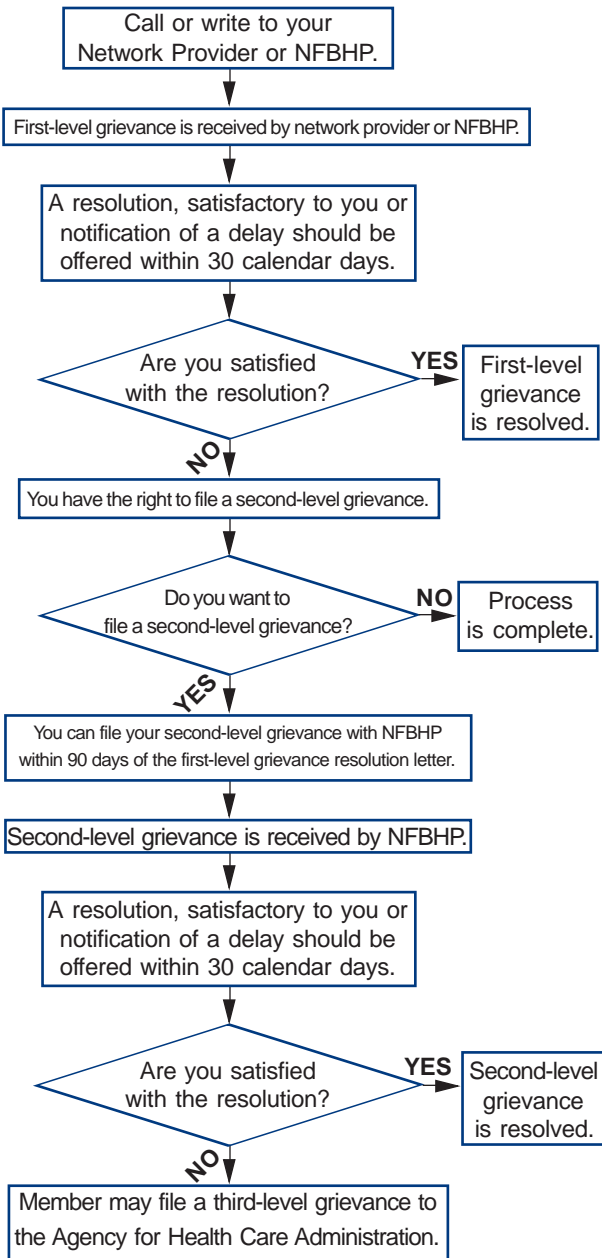 Call or write to your
Network Provider or NFBHP.
First-level grievance is received by network provider or NFBHP.
A resolution, satisfactory to you or
notification of a delay should be
offered within 30 calendar days.
Are you satisfied
with the resolution?
YES
First-level
grievance
is resolved.
NO
You have the right to file a second-level grievance.
Do you want to
file a second-level grievance?
NO
Process
is complete.
YES
You can file your second-level grievance with NFBHP
within 90 days of the first-level grievance resolution letter.
Second-level grievance is received by NFBHP.
A resolution, satisfactory to you or
notification of a delay should be
offered within 30 calendar days.
Are you satisfied
with the resolution?
YES
Second-level
grievance
is resolved.
NO
Member may file a third-level grievance to
the Agency for Health Care Administration.